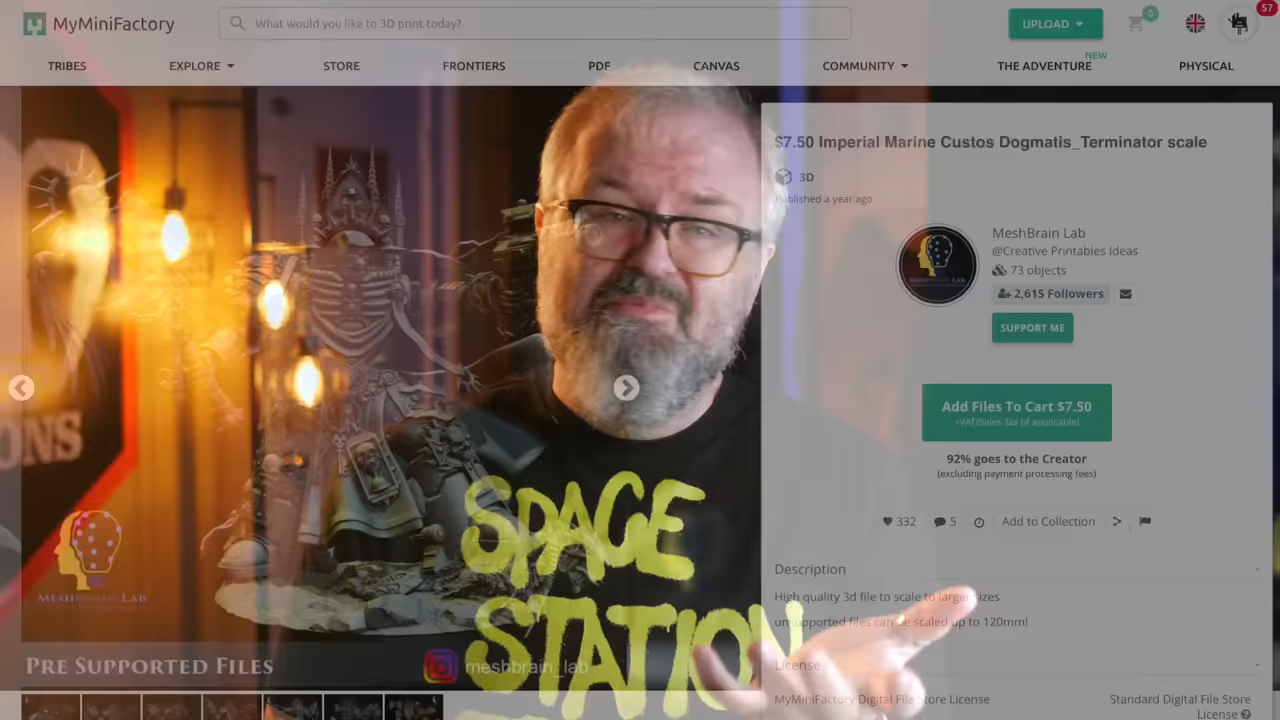 MyMiniFactory
What would you like to 3D print today?
UPLOAD
0
57
TRIBES
EXPLORE
STORE
FRONTIERS
PDF
CANVAS
COMMUNITY
THE ADVENTURE
NEW
PHYSICAL
$7.50 Imperial Marine Custos Dogmatis_Terminator scale
3D
Published a year ago
MeshBrain Lab
@Creative Printables Ideas
73 objects
2,615 Followers
SUPPORT ME
Add Files To Cart $7.50
+VAT/Sales Tax (if applicable)
92% goes to the Creator
(excluding payment processing fees)
332
5
Add to Collection
Description
High quality 3d file to scale to larger sizes
unsupported files can be scaled up to 120mm!
License
MyMiniFactory Digital File Store License
Standard Digital File Store
License
ONS
SPACE
STATION
MESHBRAIN LAB
PRE SUPPORTED FILES
meshbrain_lab